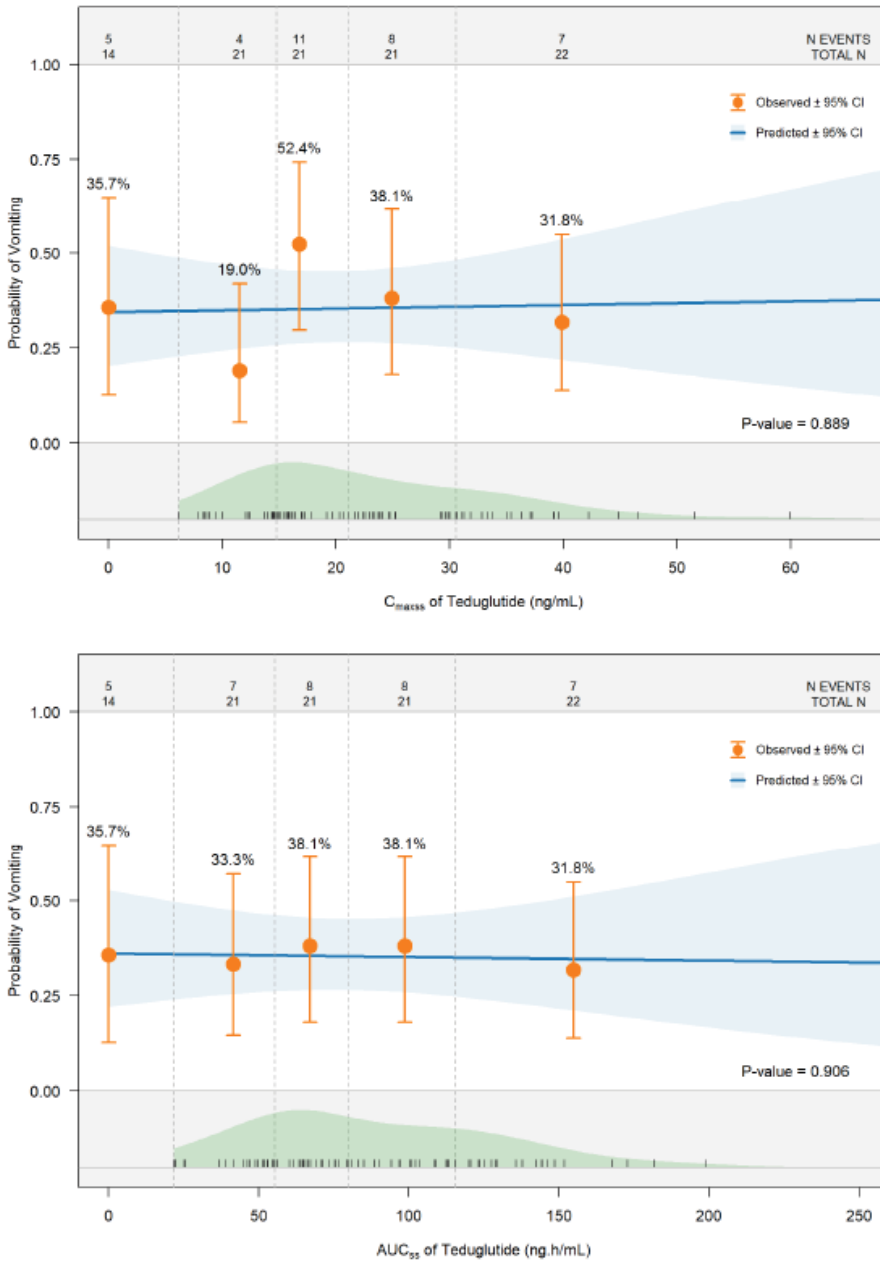 5 4 11 8 7 N EVENTS
14 21 21 21 22 TOTAL N
1.00
Observed ± 95% CI
Predicted ± 95% CI
0.75
52.4%
35.7%
38.1%
31.8%
0.50
19.0%
0.25
P-value = 0.889
0.00
Probability of Vomiting
0 10 20 30 40 50 60
Cmaxss of Teduglutide (ng/mL)
5 7 8 8 7 N EVENTS
14 21 21 21 22 TOTAL N
1.00
Observed ± 95% CI
Predicted ± 95% CI
0.75
35.7%
33.3%
38.1%
38.1%
31.8%
0.50
0.25
P-value = 0.906
0.00
Probability of Vomiting
0 50 100 150 200 250
AUCss of Teduglutide (ng.h/mL)